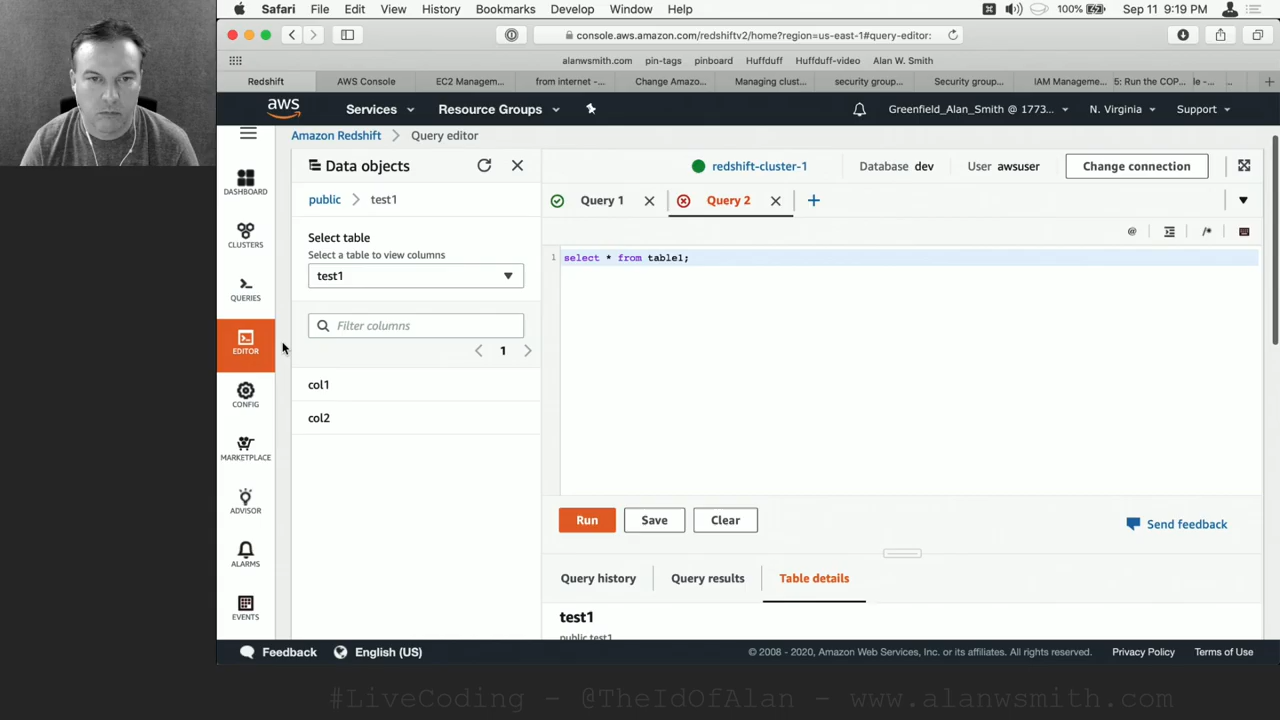 Safari File Edit View History Bookmarks Develop Window Help 100% Sep 11 9:19 PM
console.aws.amazon.com/redshiftv2/home?region=us-east-1#query-editor:
alanwsmith.com pin-tags pinboard Huffduff Huffduff-video Alan W. Smith
Redshift AWS Console EC2 Managem... from internet -... Change Amazo... Managing clust... security group... Security group... IAM Manageme... 5: Run the COP... le -...
aws Services Resource Groups Greenfield_Alan_Smith @ 1773... N. Virginia Support
Amazon Redshift > Query editor
DASHBOARD
CLUSTERS
QUERIES
EDITOR
CONFIG
MARKETPLACE
ADVISOR
ALARMS
EVENTS
Data objects
public > test1
Select table
Select a table to view columns
test1
Filter columns
1
col1
col2
redshift-cluster-1 Database dev User awsuser Change connection
Query 1 Query 2
@ /*
1 select * from table1;
Run Save Clear Send feedback
Query history Query results Table details
test1
public.test1
Feedback English (US) © 2008 - 2020, Amazon Web Services, Inc. or its affiliates. All rights reserved. Privacy Policy Terms of Use
#LiveCoding - @TheIdOfAlan - www.alanwsmith.com